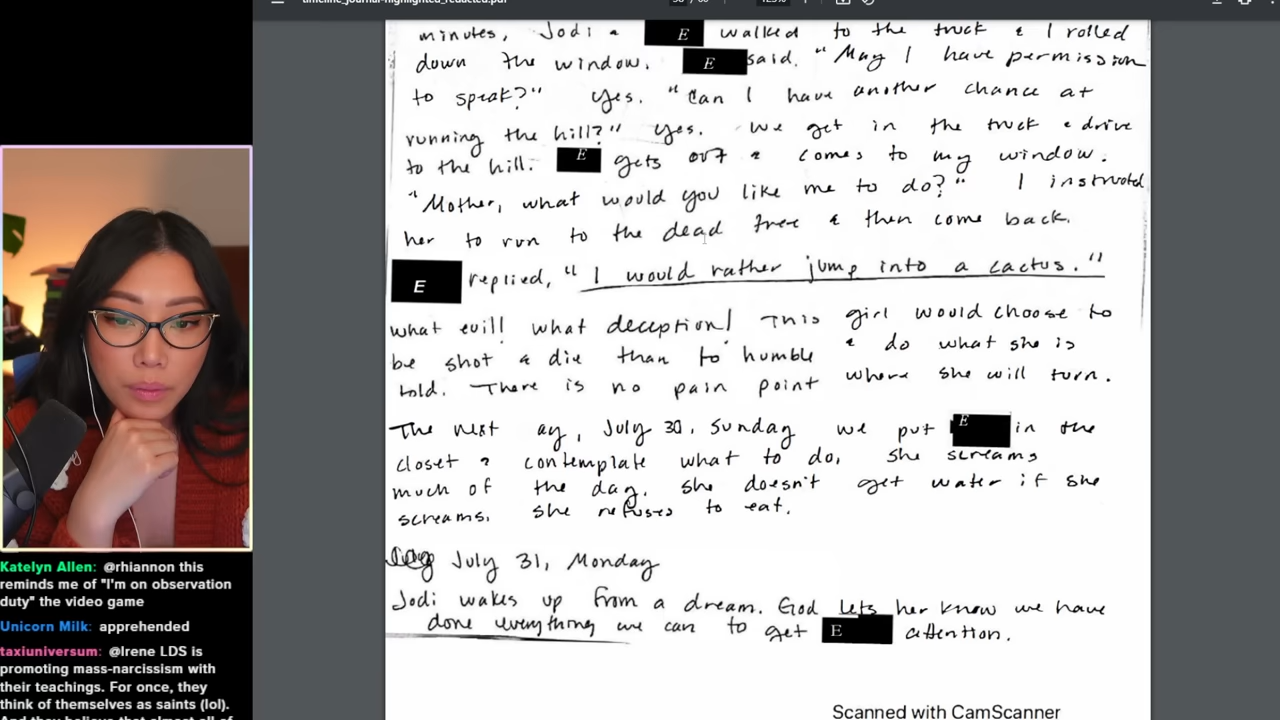 timeline_journal-highlighted_redacted.pdf
minutes, Jodi & E walked to the truck & I rolled
down the window. E said. "May I have permission
to speak?" Yes. "Can I have another chance at
running the hill?" Yes. We get in the truck & drive
to the hill. E gets out & comes to my window.
"Mother, what would you like me to do?" I instructed
her to run to the dead tree & then come back.
E replied, "I would rather jump into a cactus."
what evil! what deception! This girl would choose to
be shot & die than to humble & do what she is
told. There is no pain point where she will turn.
The next ay, July 30, Sunday we put E in the
closet & contemplate what to do. She screams
much of the day. She doesn't get water if she
screams. She refuses to eat.
July 31, Monday
Jodi wakes up from a dream. God lets her know we have
done everything we can to get E attention.
Scanned with CamScanner
Katelyn Allen: @rhiannon this
reminds me of "I'm on observation
duty" the video game
Unicorn Milk: apprehended
taxiuniversum: @Irene LDS is
promoting mass-narcissism with
their teachings. For once, they
think of themselves as saints (lol).
And they believe that almost all of